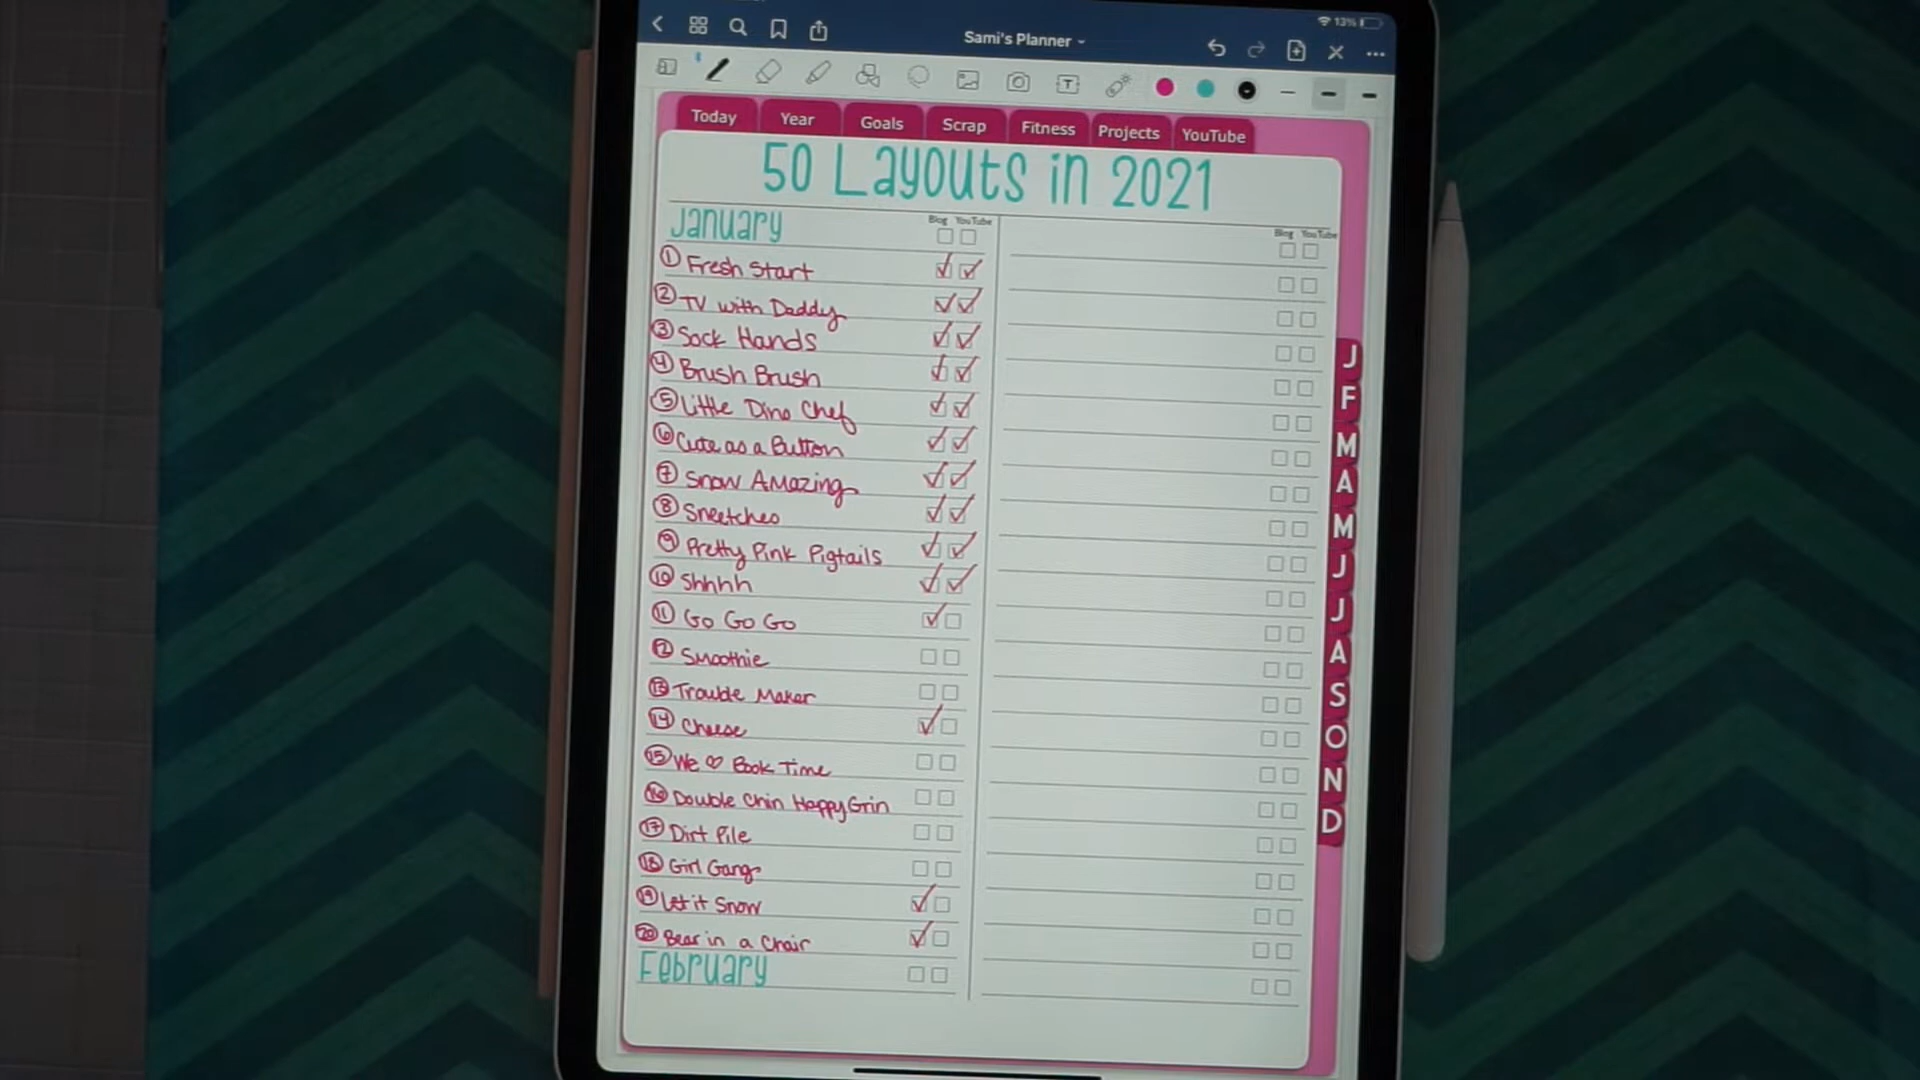 13%
Sami's Planner
T
Today Year Goals Scrap Fitness Projects YouTube
50 Layouts in 2021
January Blog YouTube
Blog YouTube
1 Fresh Start
2 TV with Daddy
3 Sock Hands
4 Brush Brush
5 Little Dino Chef
6 Cute as a Button
7 Snow Amazing
8 Sneetches
9 Pretty Pink Pigtails
10 Shhhh
11 Go Go Go
12 Smoothie
13 Trouble Maker
14 Cheese
15 We ♡ Book Time
16 Double Chin Happy Grin
17 Dirt Pile
18 Girl Gang
19 Let it Snow
20 Bear in a Chair
February
J
F
M
A
M
J
J
A
S
O
N
D